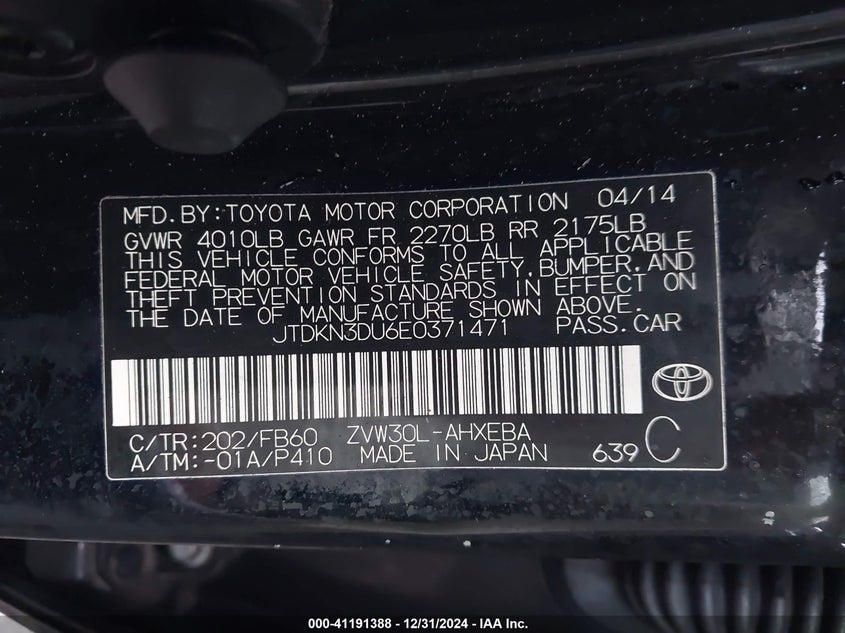 MFD.BY:TOYOTA MOTOR CORPORATION 04/14
GVWR 4010LB GAWR FR 2270LB RR 2175LB
THIS VEHICLE CONFORMS TO ALL APPLICABLE
FEDERAL MOTOR VEHICLE SAFETY,BUMPER,AND
THEFT PREVENTION STANDARDS IN EFFECT ON
THE DATE OF MANUFACTURE SHOWN ABOVE.
JTDKN3DU6E0371471 PASS.CAR
C/TR:202/FB60 ZVW30L-AHXEBA
A/TM:-01A/P410 MADE IN JAPAN 639 C
000-41191388 - 12/31/2024 - IAA Inc.